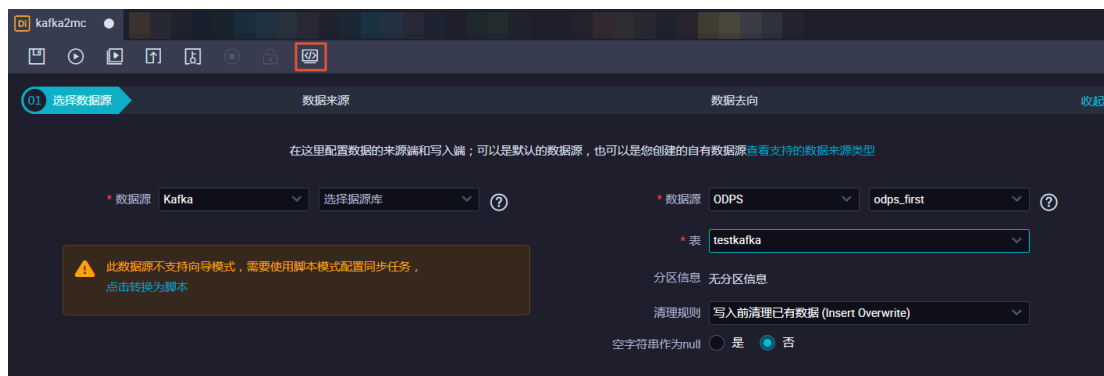 Di kafka2mc
01 选择数据源 数据来源 数据去向 收起
在这里配置数据的来源端和写入端；可以是默认的数据源，也可以是您创建的自有数据源查看支持的数据来源类型
* 数据源 Kafka 选择据源库 ? * 数据源 ODPS odps_first ?
* 表 testkafka
此数据源不支持向导模式，需要使用脚本模式配置同步任务，
点击转换为脚本
分区信息 无分区信息
清理规则 写入前清理已有数据 (Insert Overwrite)
空字符串作为null 是 否